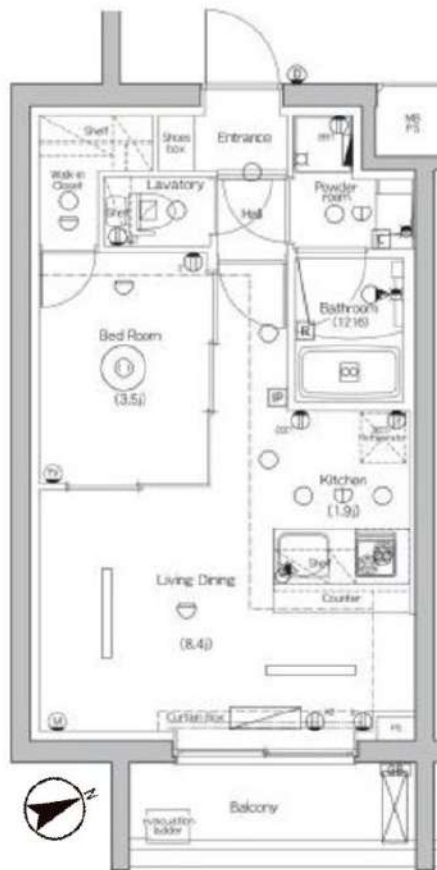 Shelf
Shoes
box
Entrance
MB
PS
Walk-in
Closet
Lavatory
Shelf
Hall
Powder
room
Bathroom
(1216)
Bed Room
(3.5j)
Refrigerator
Kitchen
(1.9j)
Shelf
Counter
Living Dining
(8.4j)
Curtain Box
PS
Balcony
evacuation
ladder
N